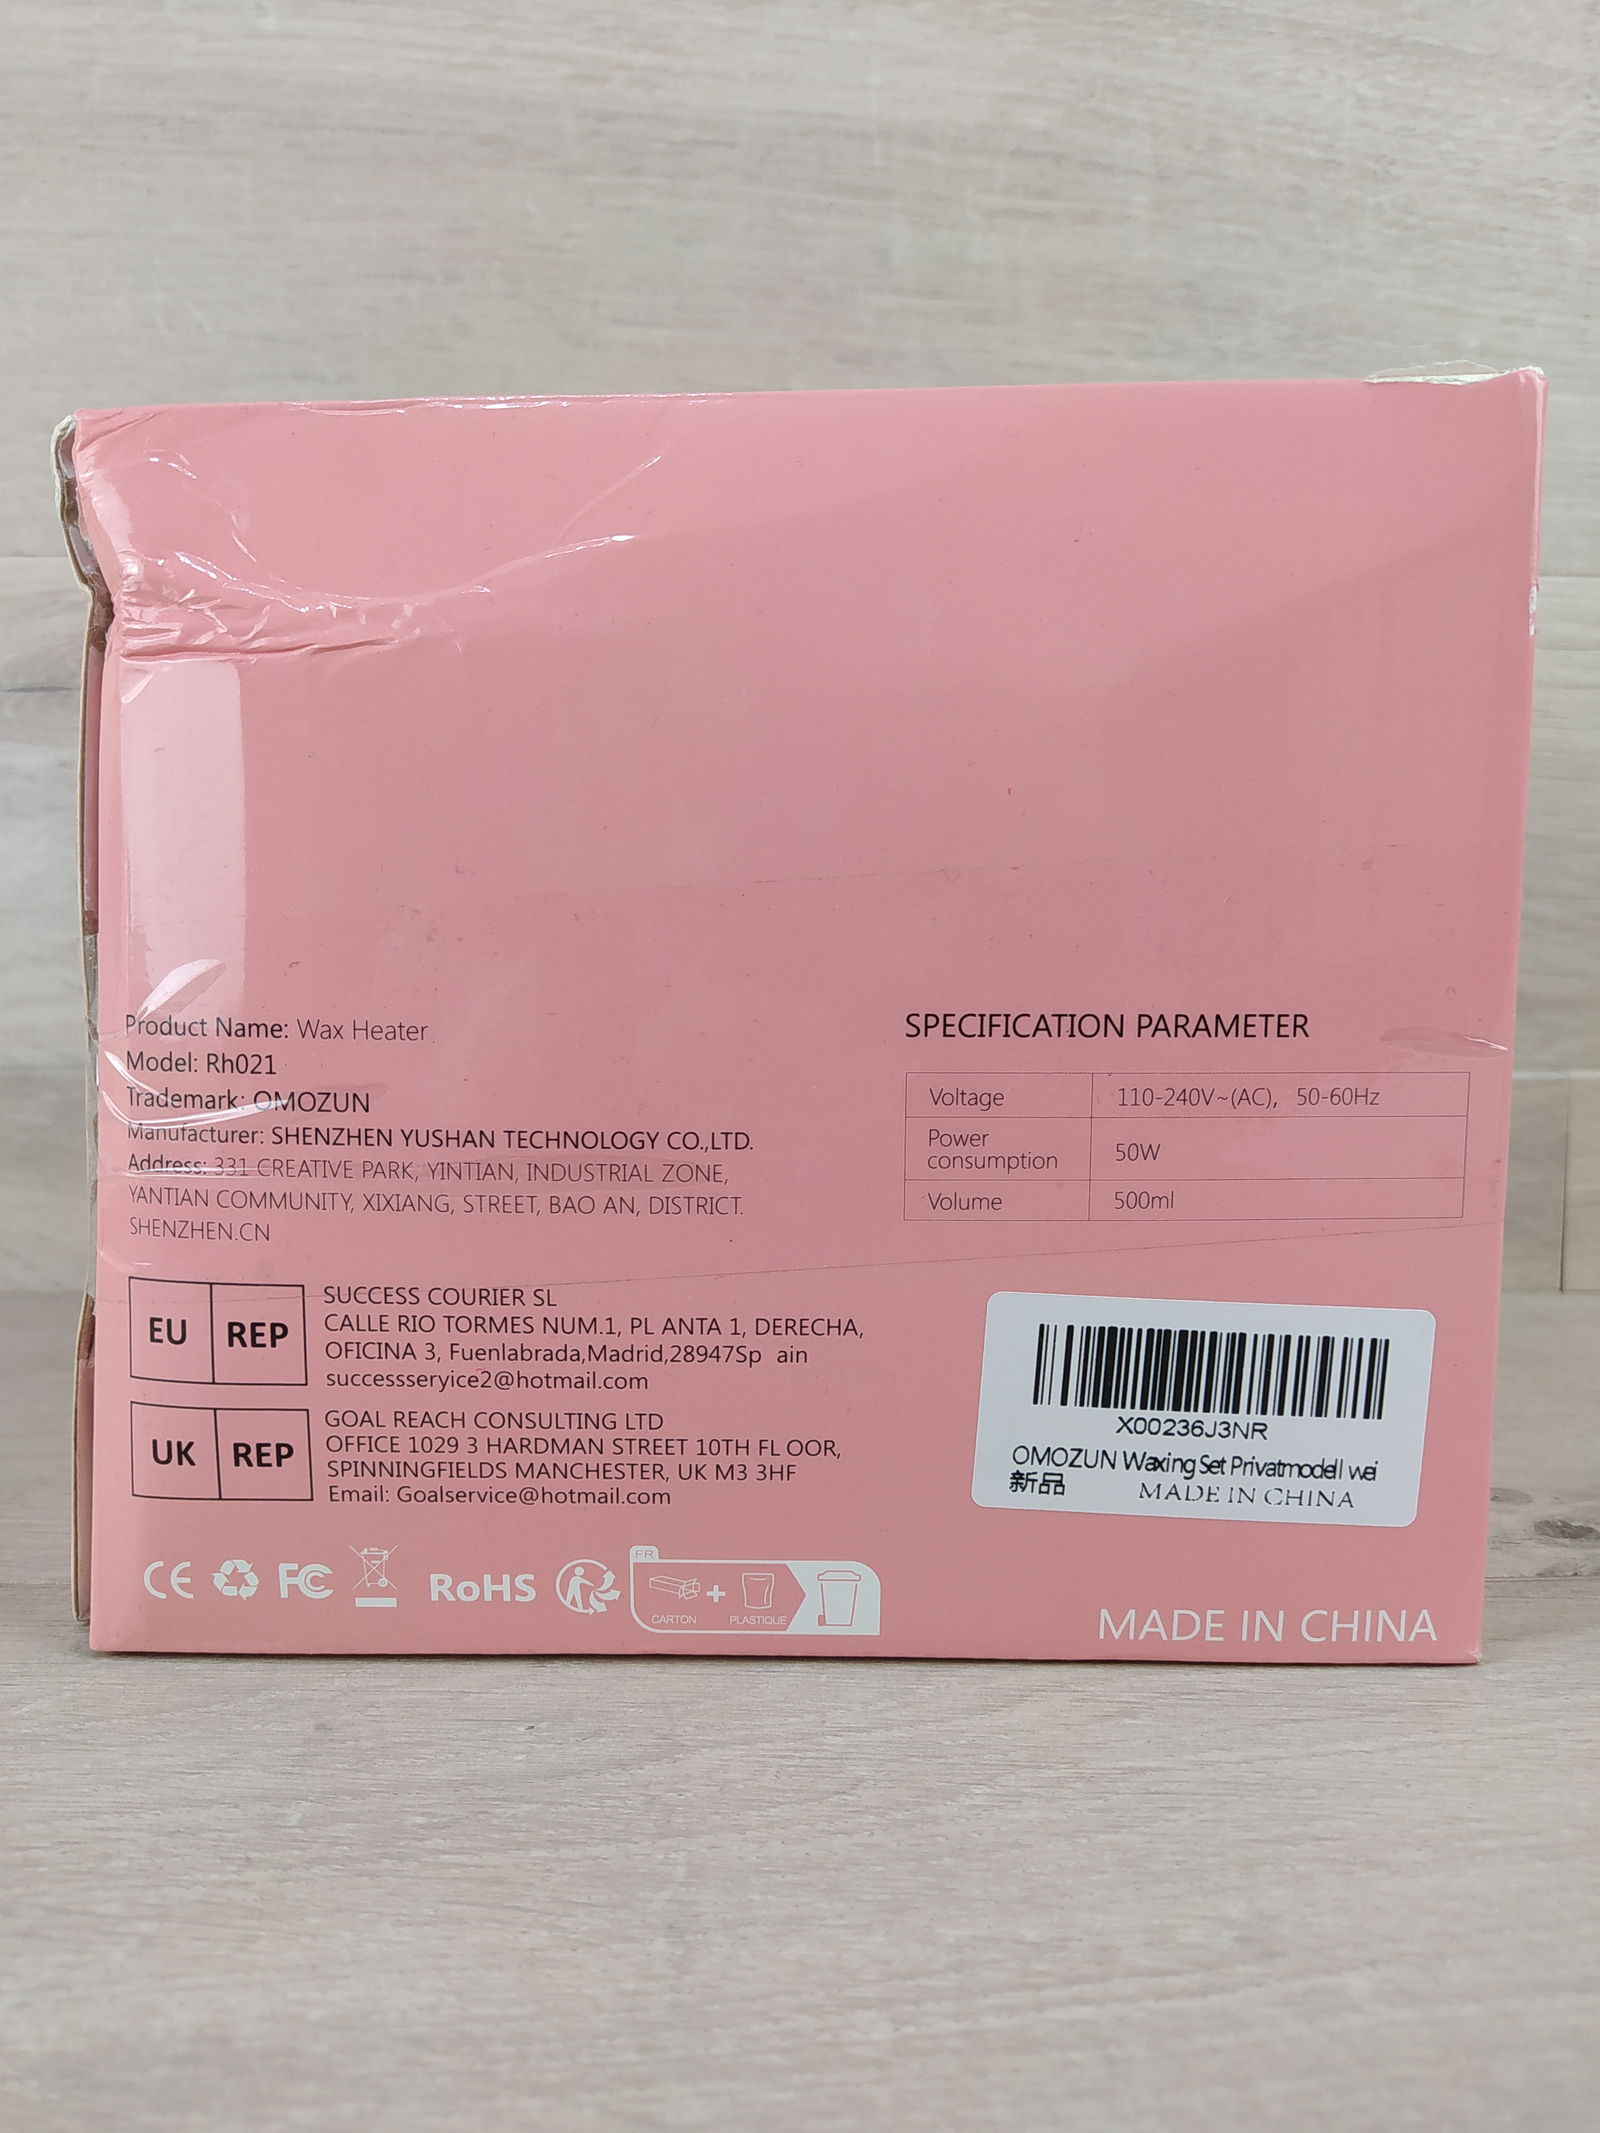 Product Name: Wax Heater
Model: Rh021
Trademark: OMOZUN
Manufacturer: SHENZHEN YUSHAN TECHNOLOGY CO.,LTD.
Address: 331 CREATIVE PARK, YINTIAN, INDUSTRIAL ZONE,
YANTIAN COMMUNITY, XIXIANG, STREET, BAO AN, DISTRICT.
SHENZHEN.CN
SPECIFICATION PARAMETER
Voltage 110-240V~(AC), 50-60Hz
Power
consumption 50W
Volume 500ml
EU REP
SUCCESS COURIER SL
CALLE RIO TORMES NUM.1, PL ANTA 1, DERECHA,
OFICINA 3, Fuenlabrada,Madrid,28947Sp ain
successseryice2@hotmail.com
UK REP
GOAL REACH CONSULTING LTD
OFFICE 1029 3 HARDMAN STREET 10TH FL OOR,
SPINNINGFIELDS MANCHESTER, UK M3 3HF
Email: Goalservice@hotmail.com
X00236J3NR
OMOZUN Waxing Set Privatmodell wei
新品 MADE IN CHINA
CE FC RoHS
FR
CARTON + PLASTIQUE
MADE IN CHINA